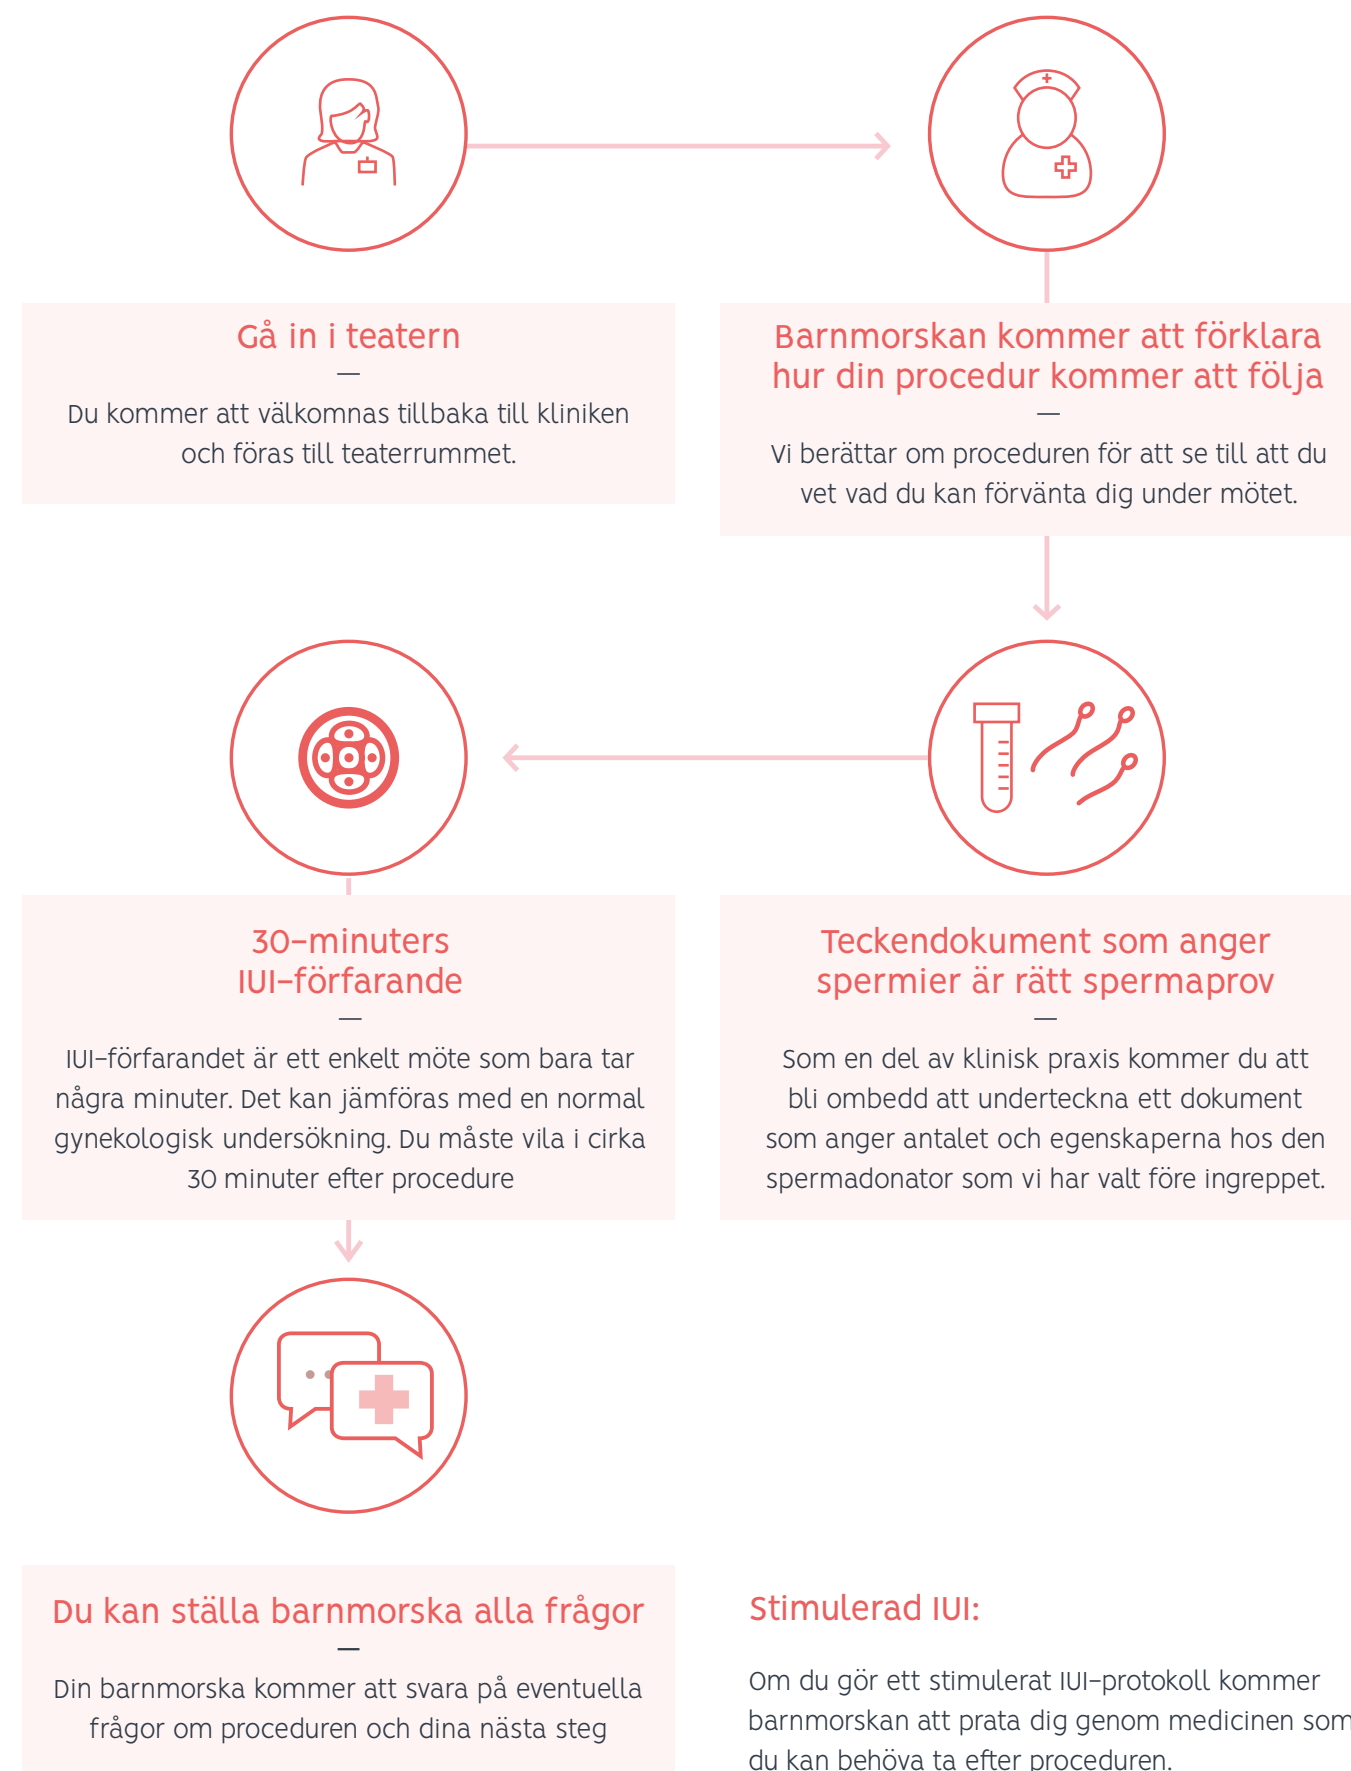 Gå in i teatern
Du kommer att välkomnas tillbaka till kliniken
och föras till teaterrummet.
Barnmorskan kommer att förklara
hur din procedur kommer att följa
Vi berättar om proceduren för att se till att du
vet vad du kan förvänta dig under mötet.
30-minuters
IUI-förfarande
IUI-förfarandet är ett enkelt möte som bara tar
några minuter. Det kan jämföras med en normal
gynekologisk undersökning. Du måste vila i cirka
30 minuter efter procedure
Teckendokument som anger
spermier är rätt spermaprov
Som en del av klinisk praxis kommer du att
bli ombedd att underteckna ett dokument
som anger antalet och egenskaperna hos den
spermadonator som vi har valt före ingreppet.
Du kan ställa barnmorska alla frågor
Din barnmorska kommer att svara på eventuella
frågor om proceduren och dina nästa steg
Stimulerad IUI:
Om du gör ett stimulerat IUI-protokoll kommer
barnmorskan att prata dig genom medicinen som
du kan behöva ta efter proceduren.